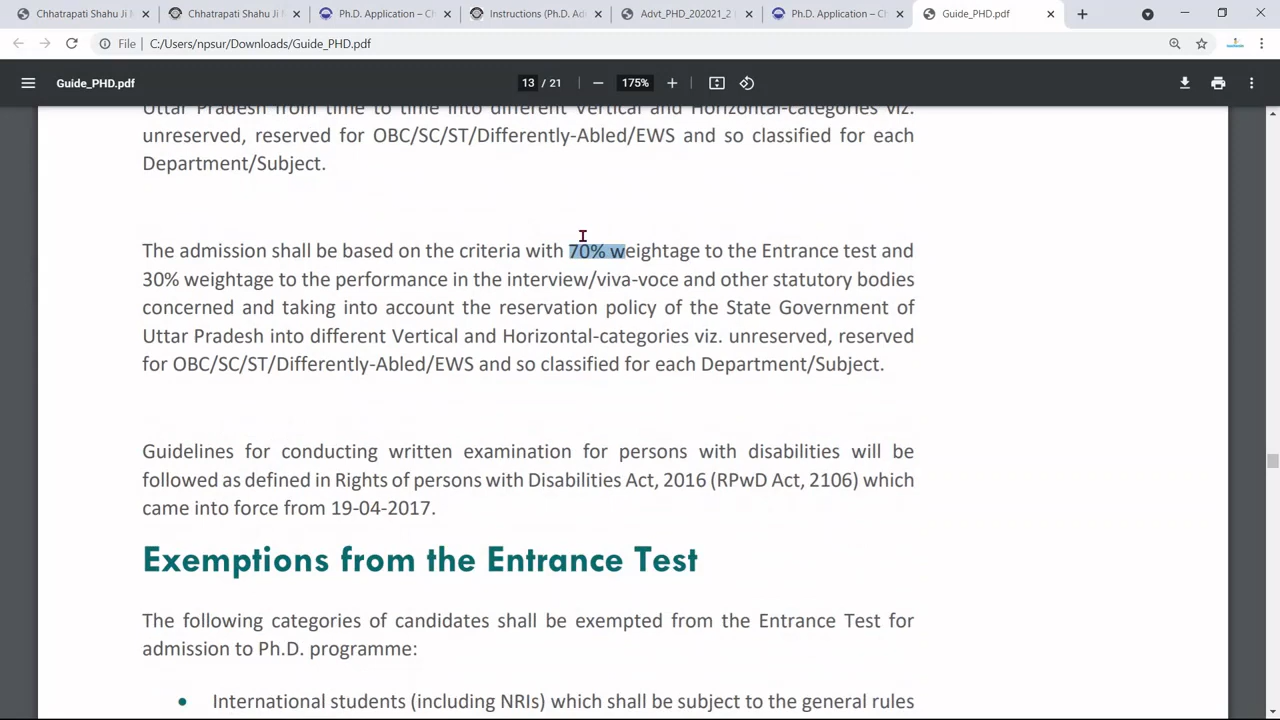 Chhatrapati Shahu Ji M
Chhatrapati Shahu Ji M
Ph.D. Application – Ch
Instructions (Ph.D. Adm
Advt_PHD_202021_2
Ph.D. Application – Ch
Guide_PHD.pdf
File C:/Users/npsur/Downloads/Guide_PHD.pdf
Guide_PHD.pdf
13 / 21
175%
Uttar Pradesh from time to time into different Vertical and Horizontal-categories viz.
unreserved, reserved for OBC/SC/ST/Differently-Abled/EWS and so classified for each
Department/Subject.
The admission shall be based on the criteria with 70% weightage to the Entrance test and
30% weightage to the performance in the interview/viva-voce and other statutory bodies
concerned and taking into account the reservation policy of the State Government of
Uttar Pradesh into different Vertical and Horizontal-categories viz. unreserved, reserved
for OBC/SC/ST/Differently-Abled/EWS and so classified for each Department/Subject.
Guidelines for conducting written examination for persons with disabilities will be
followed as defined in Rights of persons with Disabilities Act, 2016 (RPwD Act, 2106) which
came into force from 19-04-2017.
Exemptions from the Entrance Test
The following categories of candidates shall be exempted from the Entrance Test for
admission to Ph.D. programme:
• International students (including NRIs) which shall be subject to the general rules